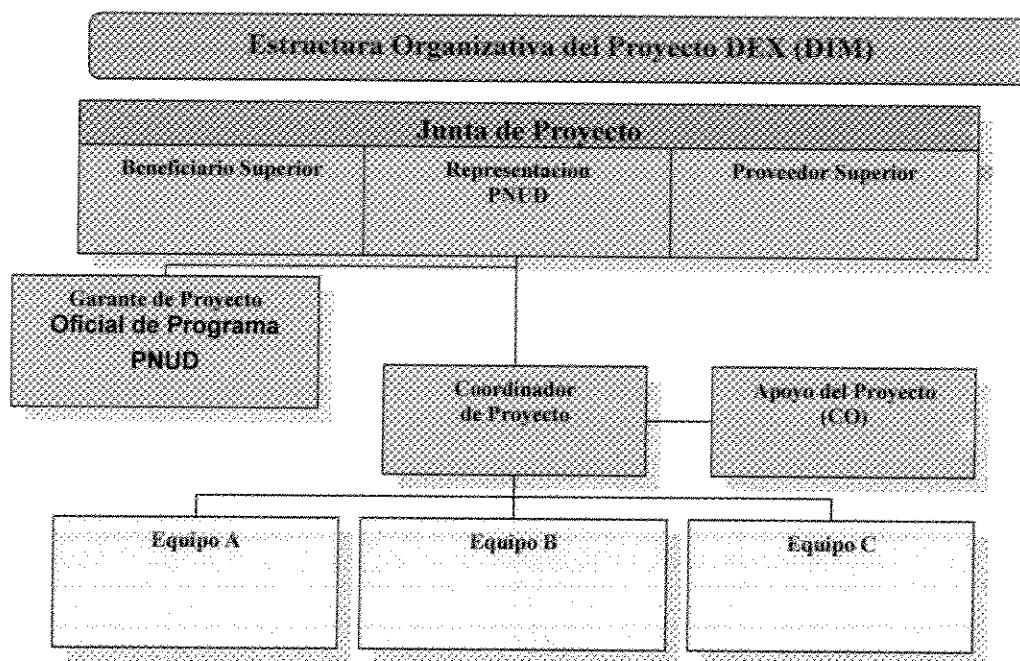 Estructura Organizativa del Proyecto DEX (DIM)
Junta de Proyecto
Beneficiario Superior
Representacion
PNUD
Proveedor Superior
Garante de Proyecto
Oficial de Programa
PNUD
Coordinador
de Proyecto
Apoyo del Proyecto
(CO)
Equipo A
Equipo B
Equipo C